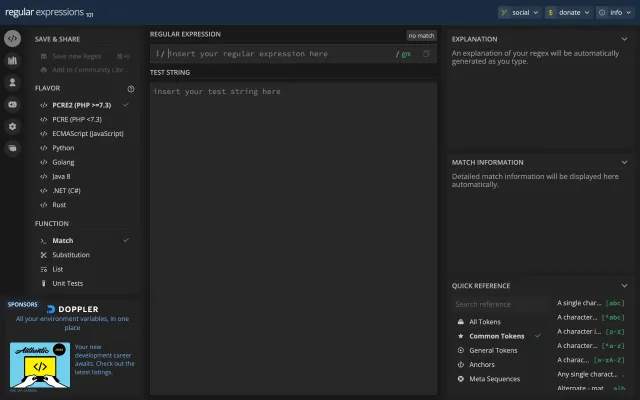 regular expressions 101
social
donate
info
SAVE & SHARE
Save new Regex
⌘+s
Add to Community Libr...
FLAVOR
PCRE2 (PHP >=7.3)
PCRE (PHP <7.3)
ECMAScript (JavaScript)
Python
Golang
Java 8
.NET (C#)
Rust
FUNCTION
Match
Substitution
List
Unit Tests
SPONSORS
DOPPLER
All your environment variables, in one
place
Authentic
Your new
development career
awaits. Check out the
latest listings.
REGULAR EXPRESSION
no match
/ insert your regular expression here / gm
TEST STRING
insert your test string here
EXPLANATION
An explanation of your regex will be automatically
generated as you type.
MATCH INFORMATION
Detailed match information will be displayed here
automatically.
QUICK REFERENCE
Search reference
All Tokens
Common Tokens
General Tokens
Anchors
Meta Sequences
A single char... [abc]
A character... [^abc]
A character i... [a-z]
A character... [^a-z]
A charac... [a-zA-Z]
Any single charact... .
Alternate - mat... a|b